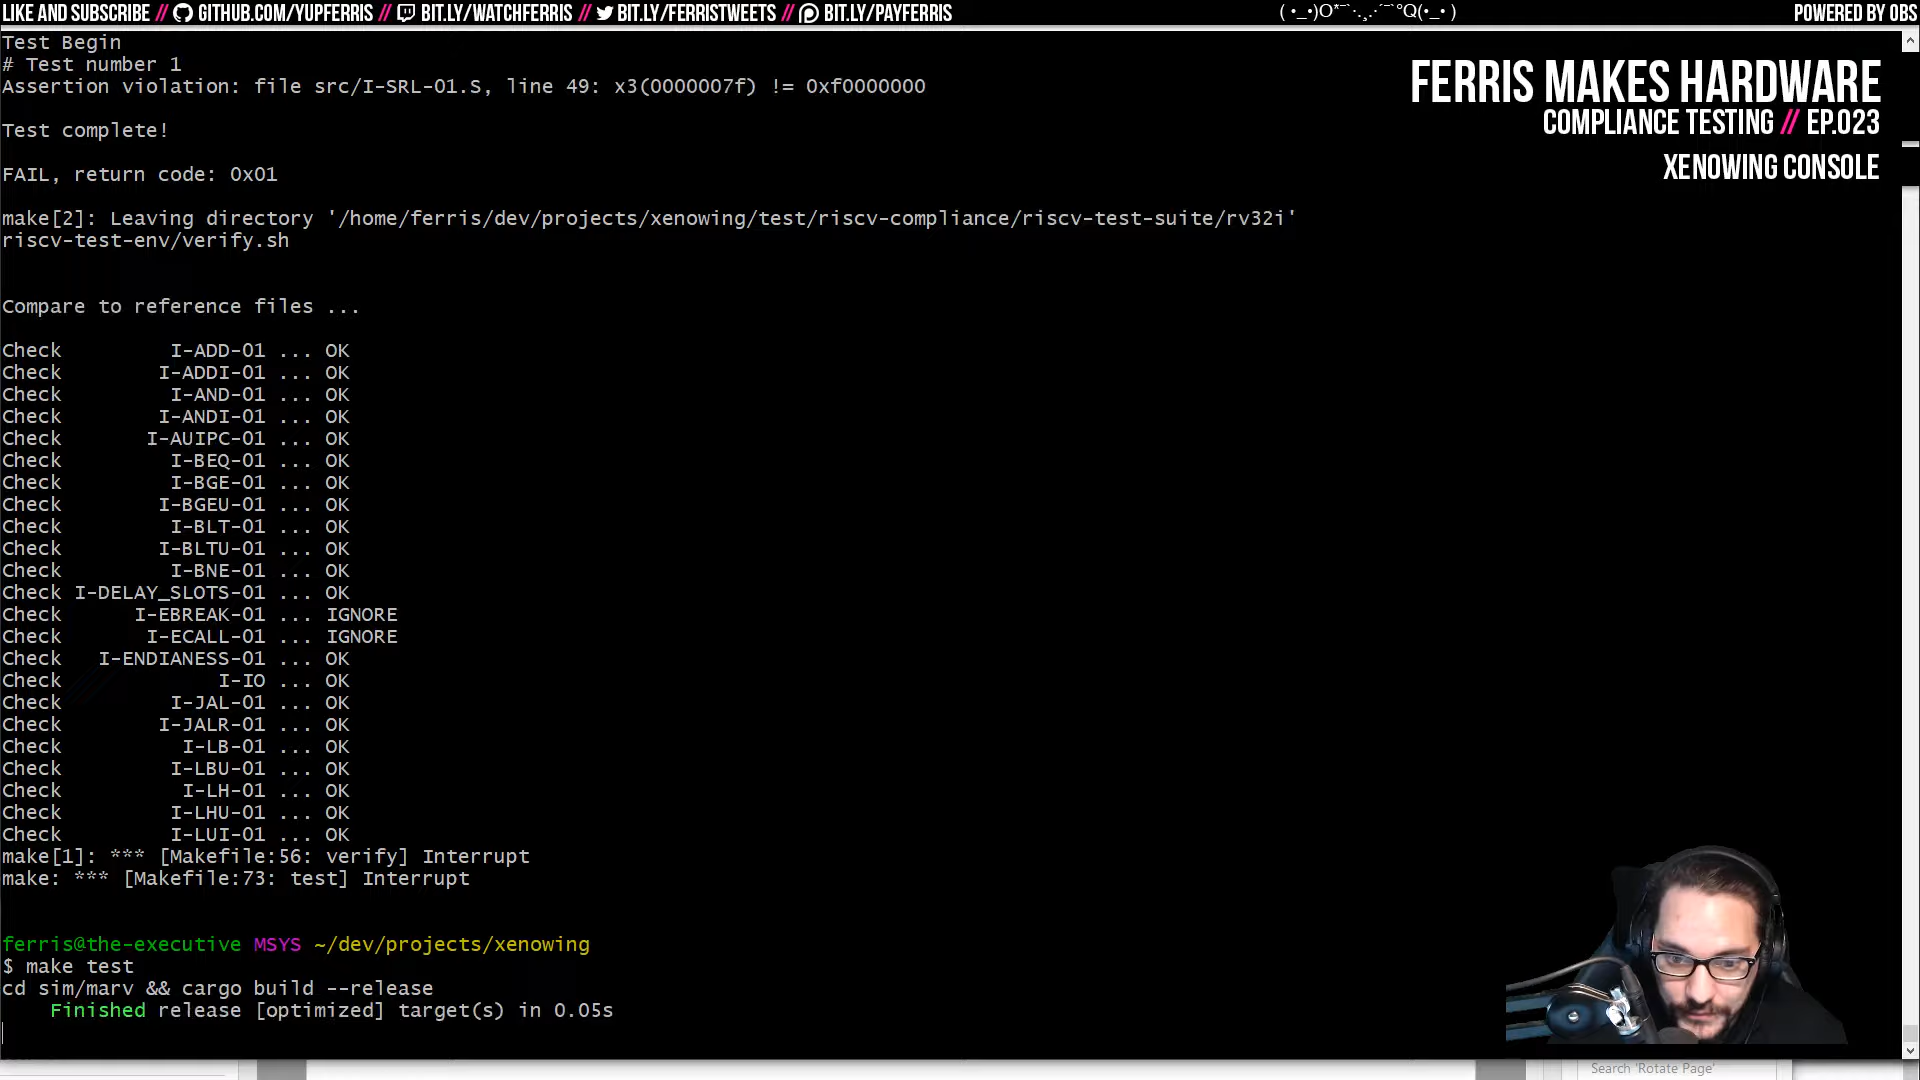 LIKE AND SUBSCRIBE // GITHUB.COM/YUPFERRIS // BIT.LY/WATCHFERRIS // BIT.LY/FERRISTWEETS // BIT.LY/PAYFERRIS
POWERED BY OBS
FERRIS MAKES HARDWARE
COMPLIANCE TESTING // EP.023
XENOWING CONSOLE
Test Begin
# Test number 1
Assertion violation: file src/I-SRL-01.S, line 49: x3(0000007f) != 0xf0000000
Test complete!
FAIL, return code: 0x01
make[2]: Leaving directory '/home/ferris/dev/projects/xenowing/test/riscv-compliance/riscv-test-suite/rv32i'
riscv-test-env/verify.sh
Compare to reference files ...
Check         I-ADD-01 ... OK
Check        I-ADDI-01 ... OK
Check         I-AND-01 ... OK
Check        I-ANDI-01 ... OK
Check       I-AUIPC-01 ... OK
Check         I-BEQ-01 ... OK
Check         I-BGE-01 ... OK
Check        I-BGEU-01 ... OK
Check         I-BLT-01 ... OK
Check        I-BLTU-01 ... OK
Check         I-BNE-01 ... OK
Check I-DELAY_SLOTS-01 ... OK
Check      I-EBREAK-01 ... IGNORE
Check       I-ECALL-01 ... IGNORE
Check   I-ENDIANESS-01 ... OK
Check             I-IO ... OK
Check         I-JAL-01 ... OK
Check        I-JALR-01 ... OK
Check          I-LB-01 ... OK
Check         I-LBU-01 ... OK
Check          I-LH-01 ... OK
Check         I-LHU-01 ... OK
Check         I-LUI-01 ... OK
make[1]: *** [Makefile:56: verify] Interrupt
make: *** [Makefile:73: test] Interrupt
ferris@the-executive MSYS ~/dev/projects/xenowing
$ make test
cd sim/marv && cargo build --release
    Finished release [optimized] target(s) in 0.05s
Search 'Rotate Page'